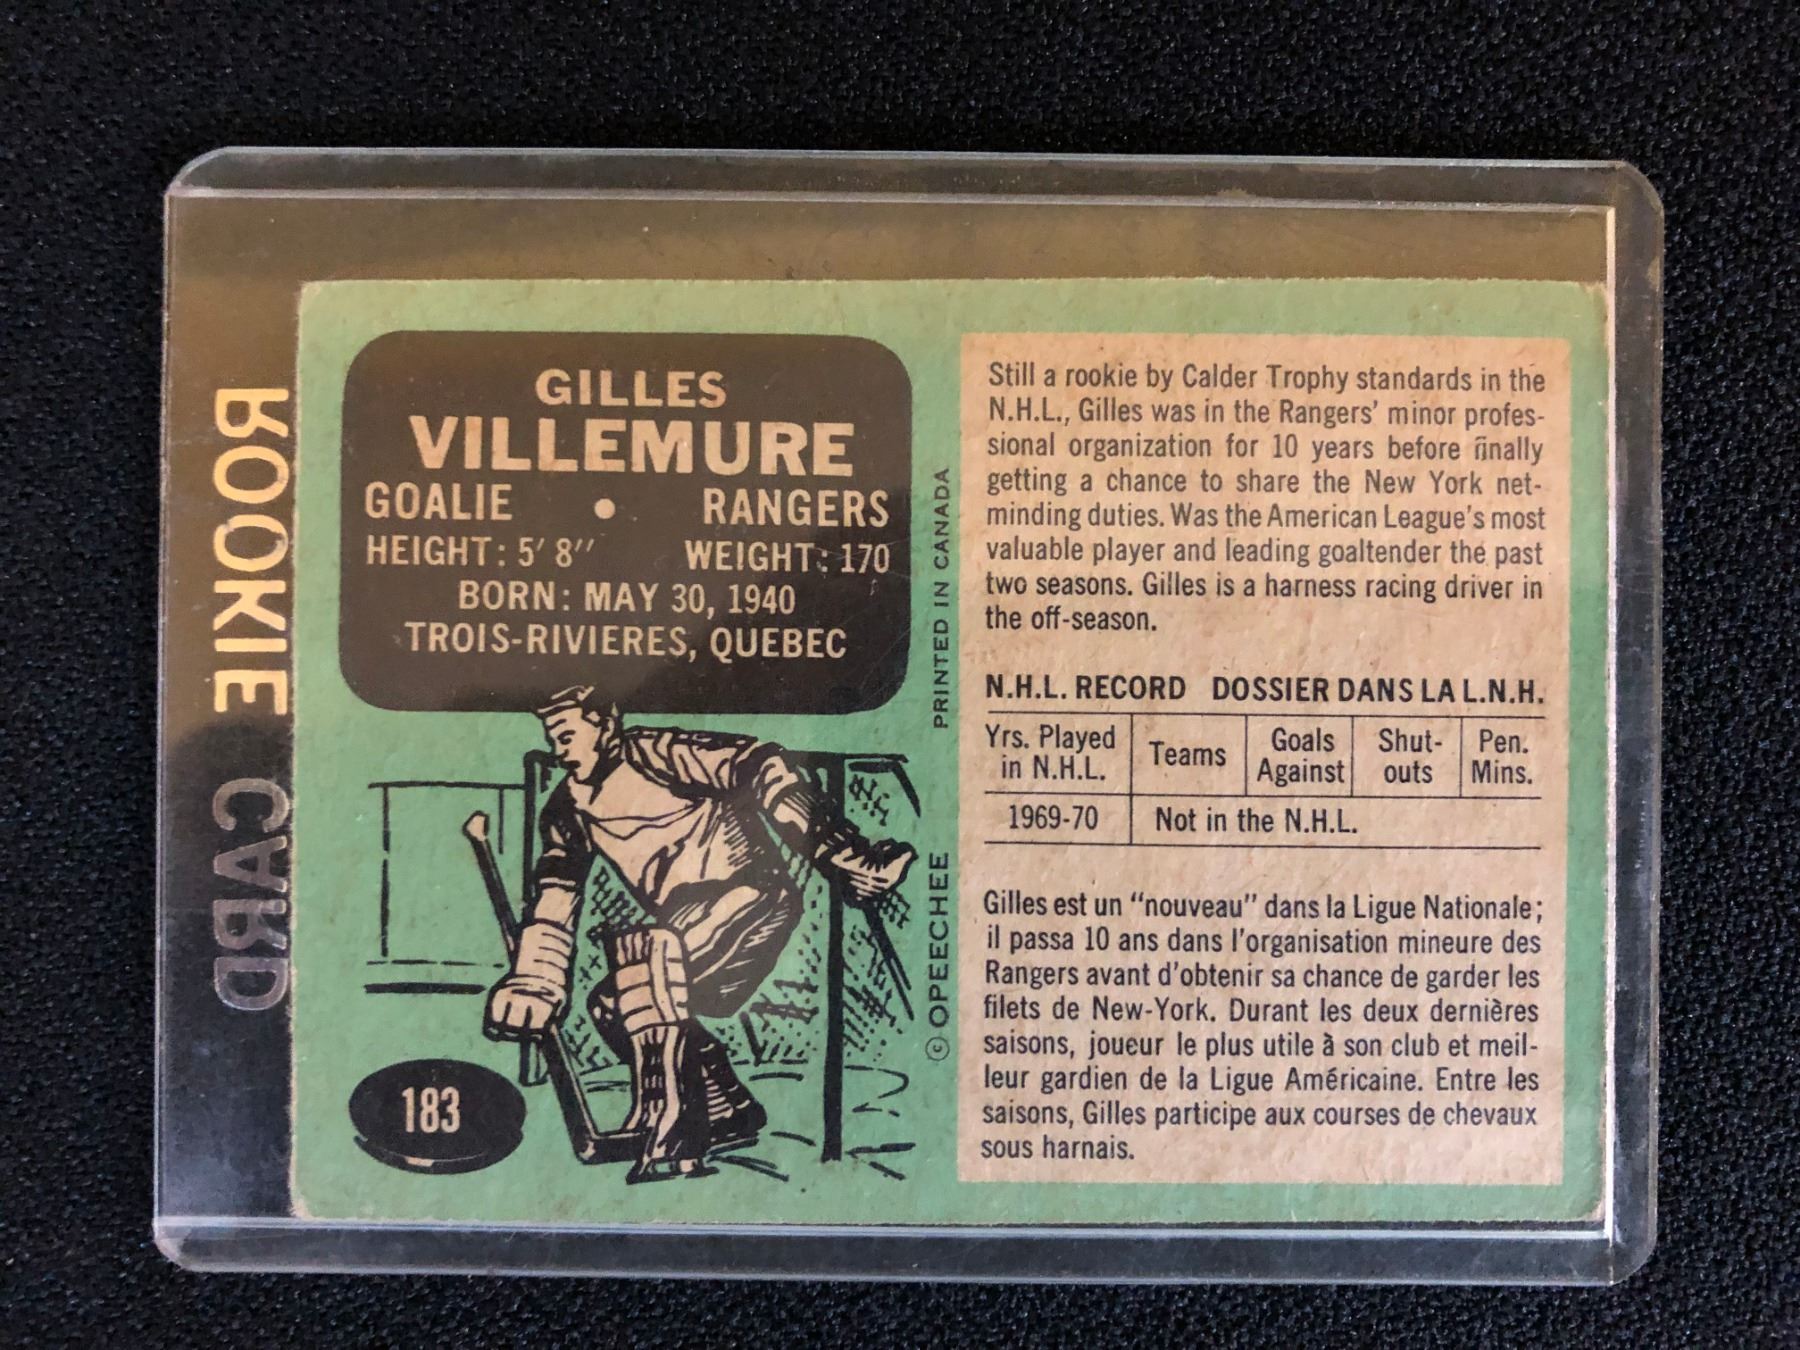 ROOKIE CARD
GILLES
VILLEMURE
GOALIE • RANGERS
HEIGHT: 5' 8'' WEIGHT: 170
BORN: MAY 30, 1940
TROIS-RIVIERES, QUEBEC
183
© OPEECHEE PRINTED IN CANADA
Still a rookie by Calder Trophy standards in the
N.H.L., Gilles was in the Rangers' minor profes-
sional organization for 10 years before finally
getting a chance to share the New York net-
minding duties. Was the American League's most
valuable player and leading goaltender the past
two seasons. Gilles is a harness racing driver in
the off-season.
N.H.L. RECORD DOSSIER DANS LA L.N.H.
Yrs. Played Teams Goals Shut- Pen.
in N.H.L. Against outs Mins.
1969-70 Not in the N.H.L.
Gilles est un "nouveau" dans la Ligue Nationale;
il passa 10 ans dans l'organisation mineure des
Rangers avant d'obtenir sa chance de garder les
filets de New-York. Durant les deux dernières
saisons, joueur le plus utile à son club et meil-
leur gardien de la Ligue Américaine. Entre les
saisons, Gilles participe aux courses de chevaux
sous harnais.